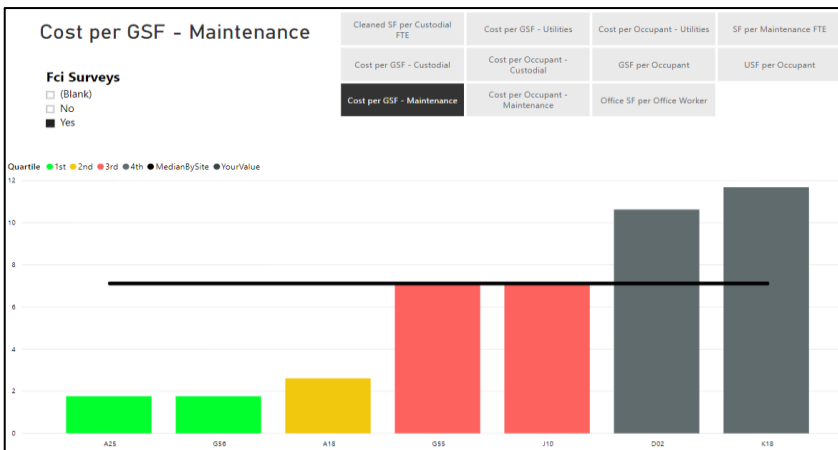 Cost per GSF - Maintenance
Cleaned SF per Custodial
FTE
Cost per GSF - Utilities
Cost per Occupant - Utilities
SF per Maintenance FTE
Cost per GSF - Custodial
Cost per Occupant -
Custodial
GSF per Occupant
USF per Occupant
Cost per GSF - Maintenance
Cost per Occupant -
Maintenance
Office SF per Office Worker
Fci Surveys
(Blank)
No
Yes
Quartile 1st 2nd 3rd 4th MedianBySite YourValue
12
10
8
6
4
2
0
A25 G56 A18 G55 J10 D02 K18